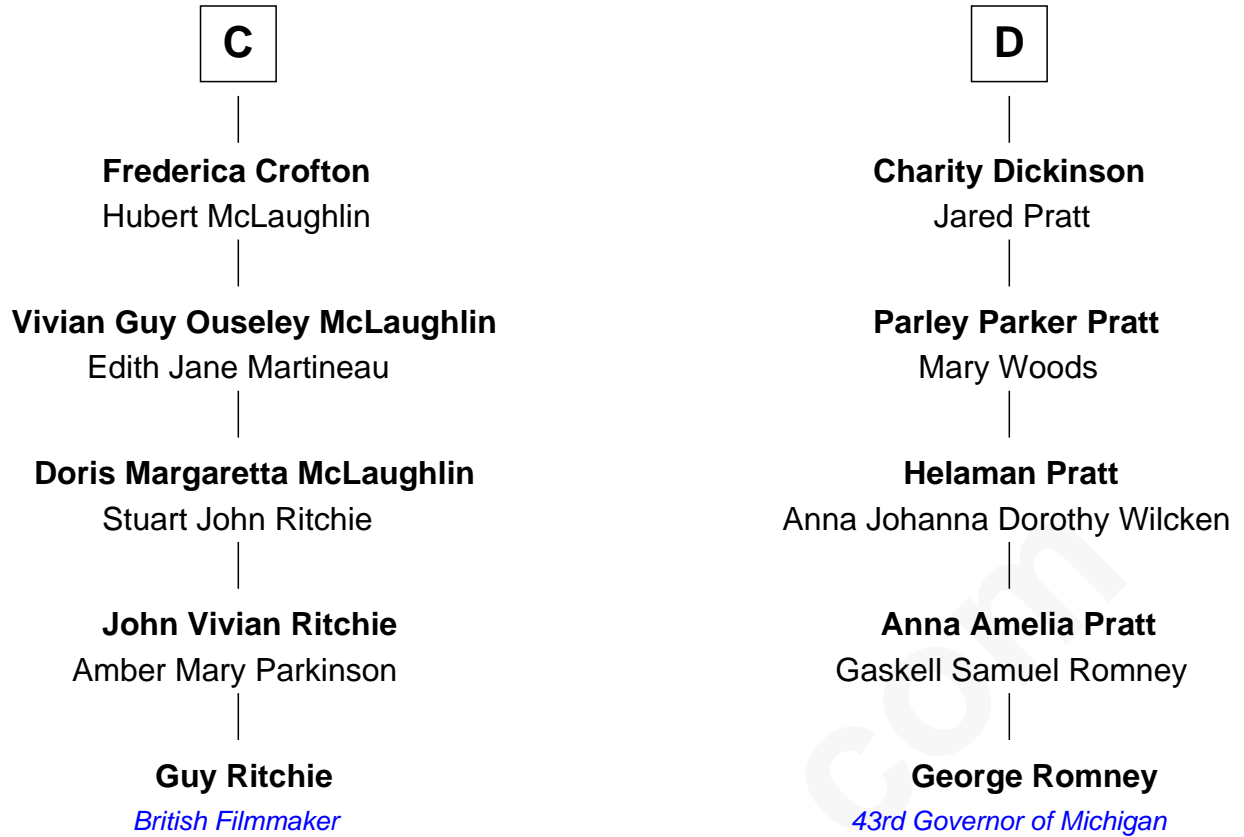 C
Frederica Crofton
Hubert McLaughlin
Vivian Guy Ouseley McLaughlin
Edith Jane Martineau
Doris Margaretta McLaughlin
Stuart John Ritchie
John Vivian Ritchie
Amber Mary Parkinson
Guy Ritchie
British Filmmaker
D
Charity Dickinson
Jared Pratt
Parley Parker Pratt
Mary Woods
Helaman Pratt
Anna Johanna Dorothy Wilcken
Anna Amelia Pratt
Gaskell Samuel Romney
George Romney
43rd Governor of Michigan
com